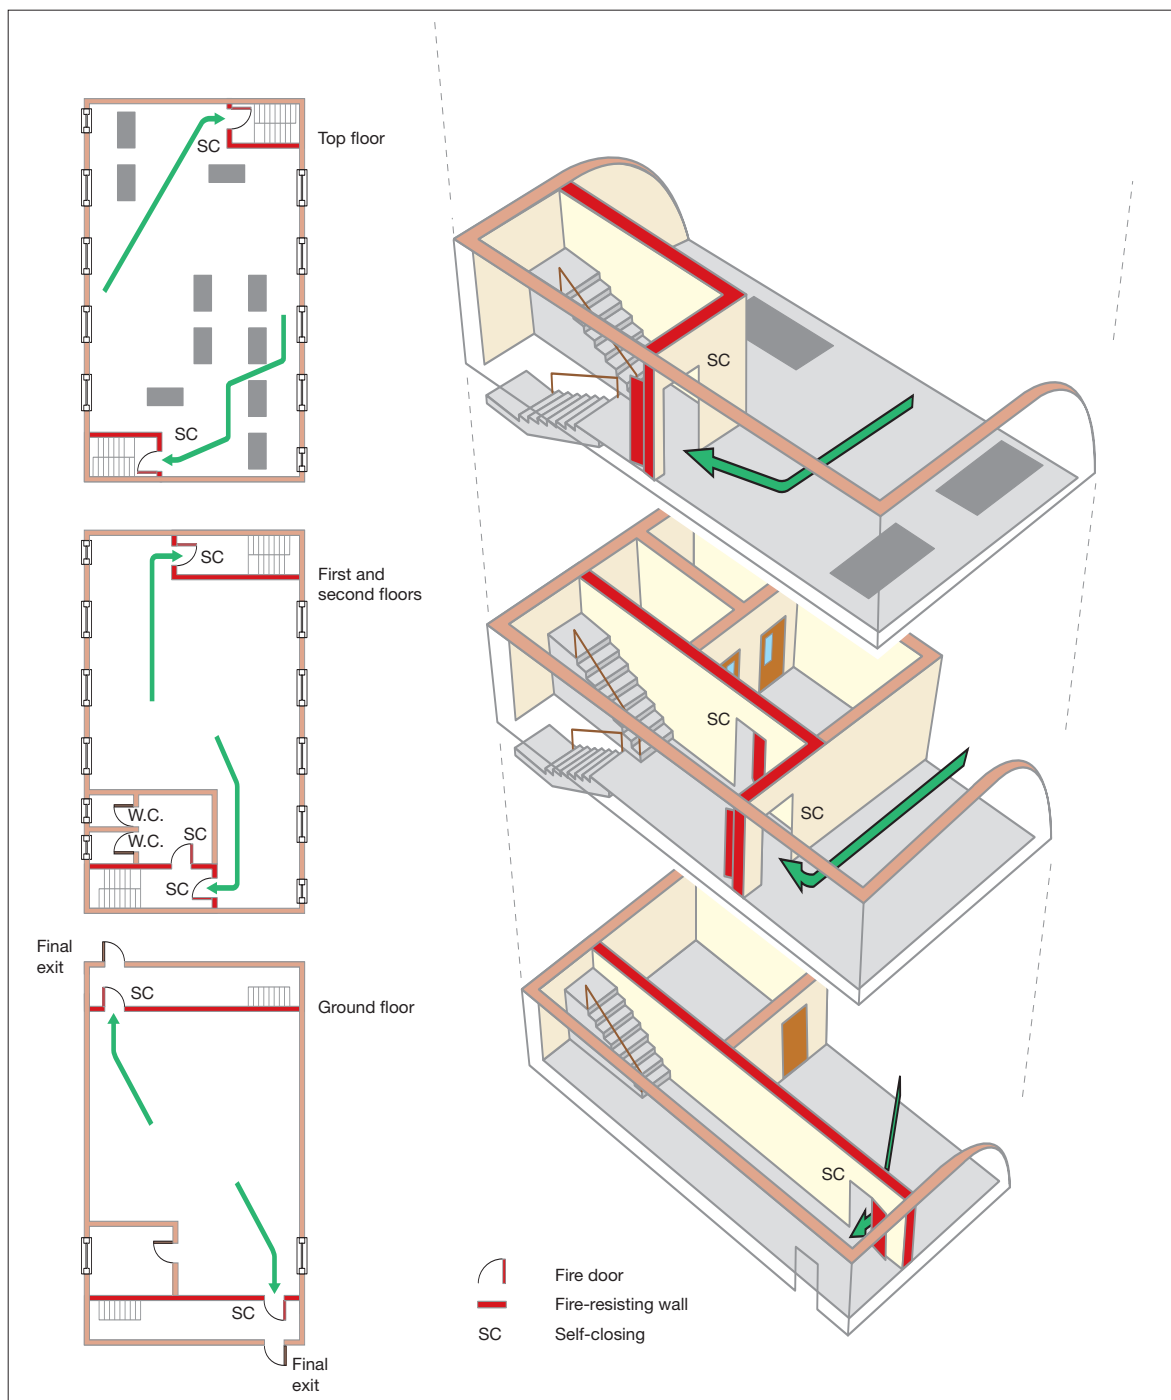 SC
Top floor
SC
SC
First and
second floors
W.C.
W.C.
SC
SC
Final
exit
SC
Ground floor
SC
Final
exit
SC
SC
SC
SC
Fire door
Fire-resisting wall
SC Self-closing